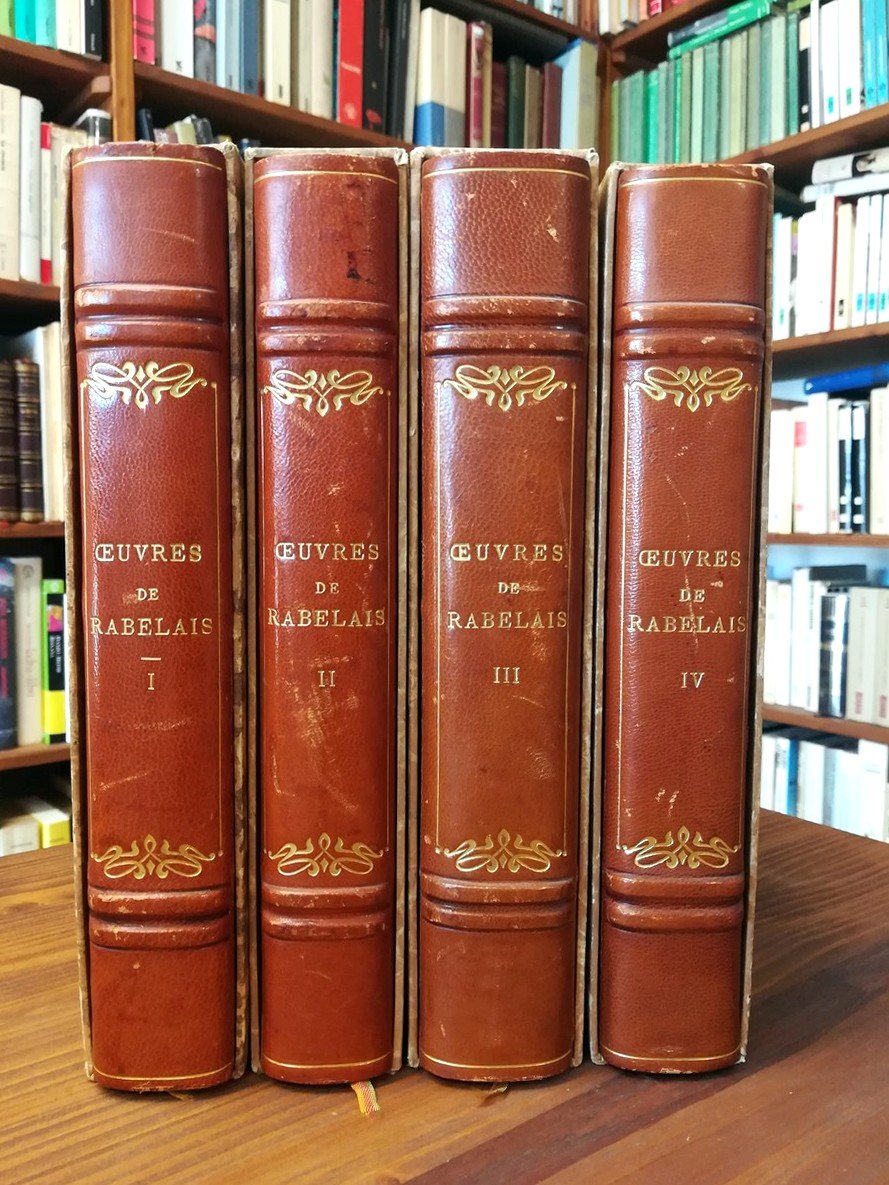 ŒUVRES
DE
RABELAIS
I
ŒUVRES
DE
RABELAIS
II
ŒUVRES
DE
RABELAIS
III
ŒUVRES
DE
RABELAIS
IV